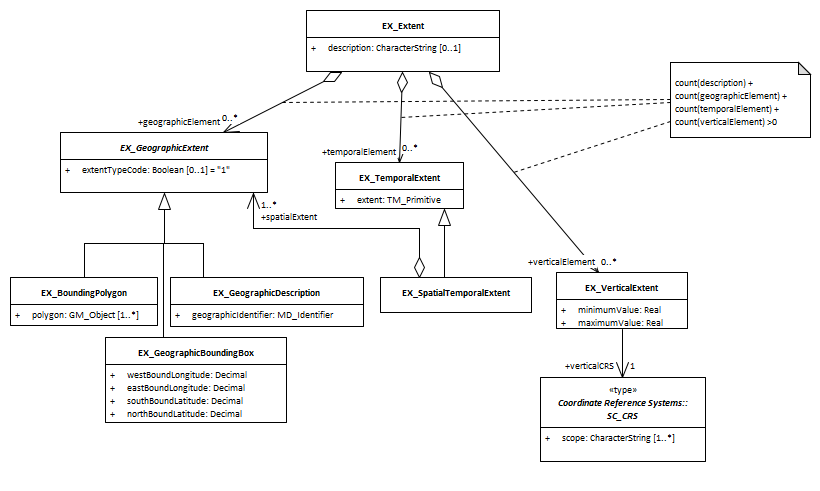 EX_Extent
+ description: CharacterString [0..1]
count(description) +
count(geographicElement) +
count(temporalElement) +
count(verticalElement) >0
+geographicElement 0..*
EX_GeographicExtent
+ extentTypeCode: Boolean [0..1] = "1"
+temporalElement 0..*
EX_TemporalExtent
+ extent: TM_Primitive
1..*
+spatialExtent
+verticalElement 0..*
EX_BoundingPolygon
+ polygon: GM_Object [1..*]
EX_GeographicDescription
+ geographicIdentifier: MD_Identifier
EX_SpatialTemporalExtent
EX_VerticalExtent
+ minimumValue: Real
+ maximumValue: Real
EX_GeographicBoundingBox
+ westBoundLongitude: Decimal
+ eastBoundLongitude: Decimal
+ southBoundLatitude: Decimal
+ northBoundLatitude: Decimal
+verticalCRS 1
«type»
Coordinate Reference Systems::
SC_CRS
+ scope: CharacterString [1..*]